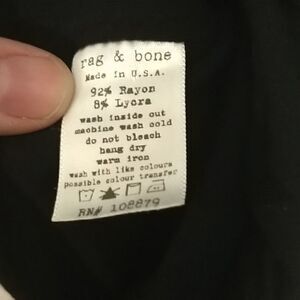 rag & bone
Made in U.S.A.
92% Rayon
8% Lycra
wash inside out
machine wash cold
do not bleach
hang dry
warm iron
wash with like colours
possible colour transfer
RN# 108879